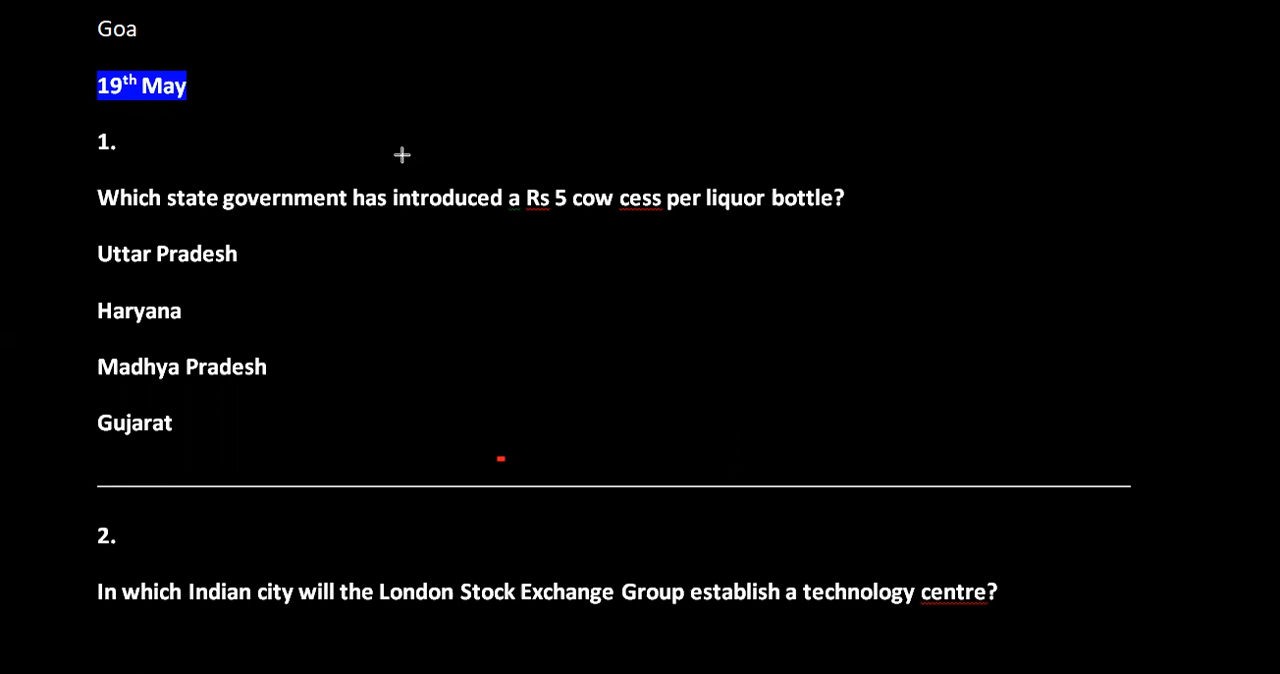 Goa
19th May
1.
Which state government has introduced a Rs 5 cow cess per liquor bottle?
Uttar Pradesh
Haryana
Madhya Pradesh
Gujarat
2.
In which Indian city will the London Stock Exchange Group establish a technology centre?